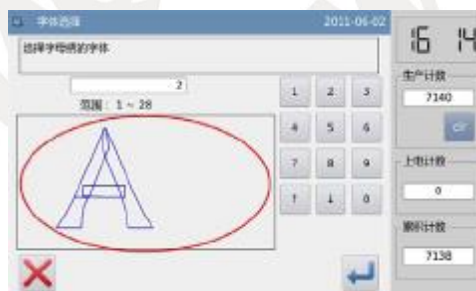 字体选择 2011-06-02
选择字母绣的字体
2
范围：1 ~ 28
1 2 3
4 5 6
7 8 9
↑ ↓ 0
16 14
生产计数
7140
clr
上电计数
0
累积计数
7138